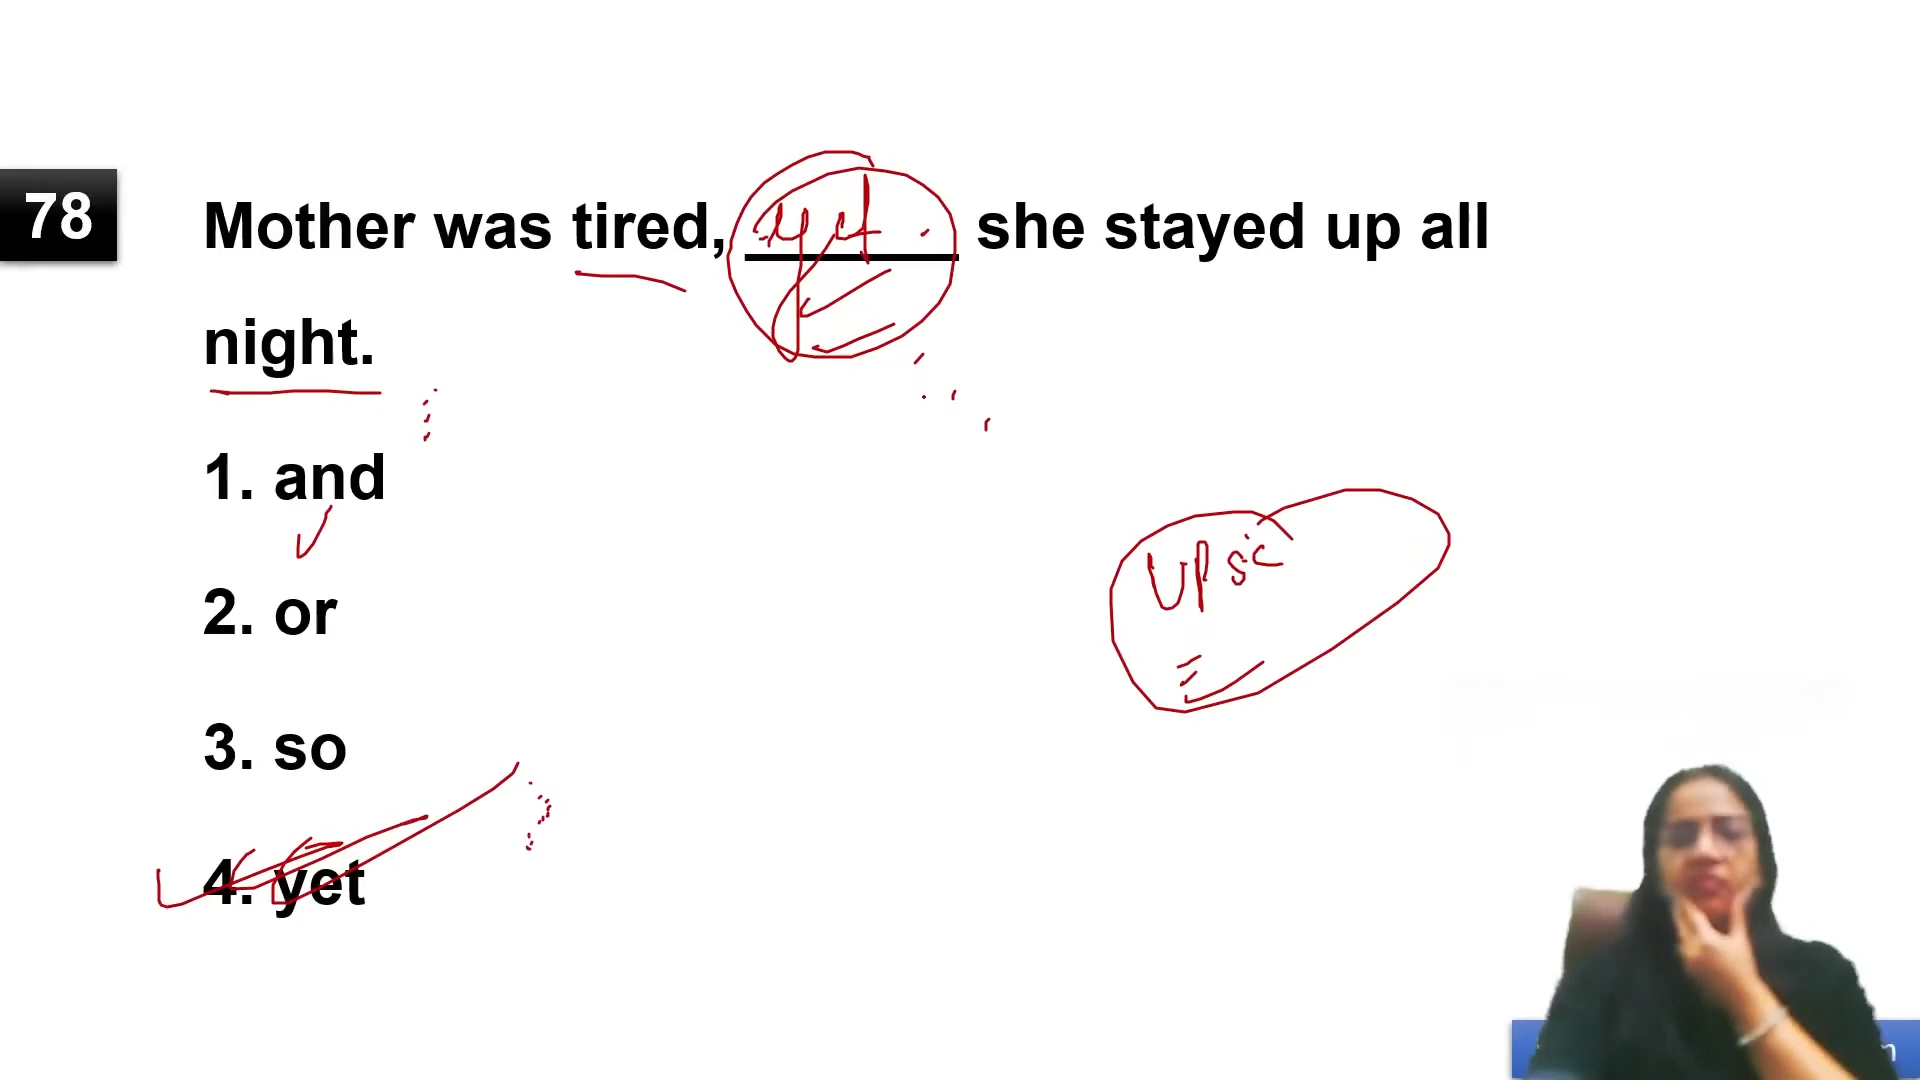 78
Mother was tired, yet she stayed up all
night.
1. and
2. or
3. so
4. yet
UPSC